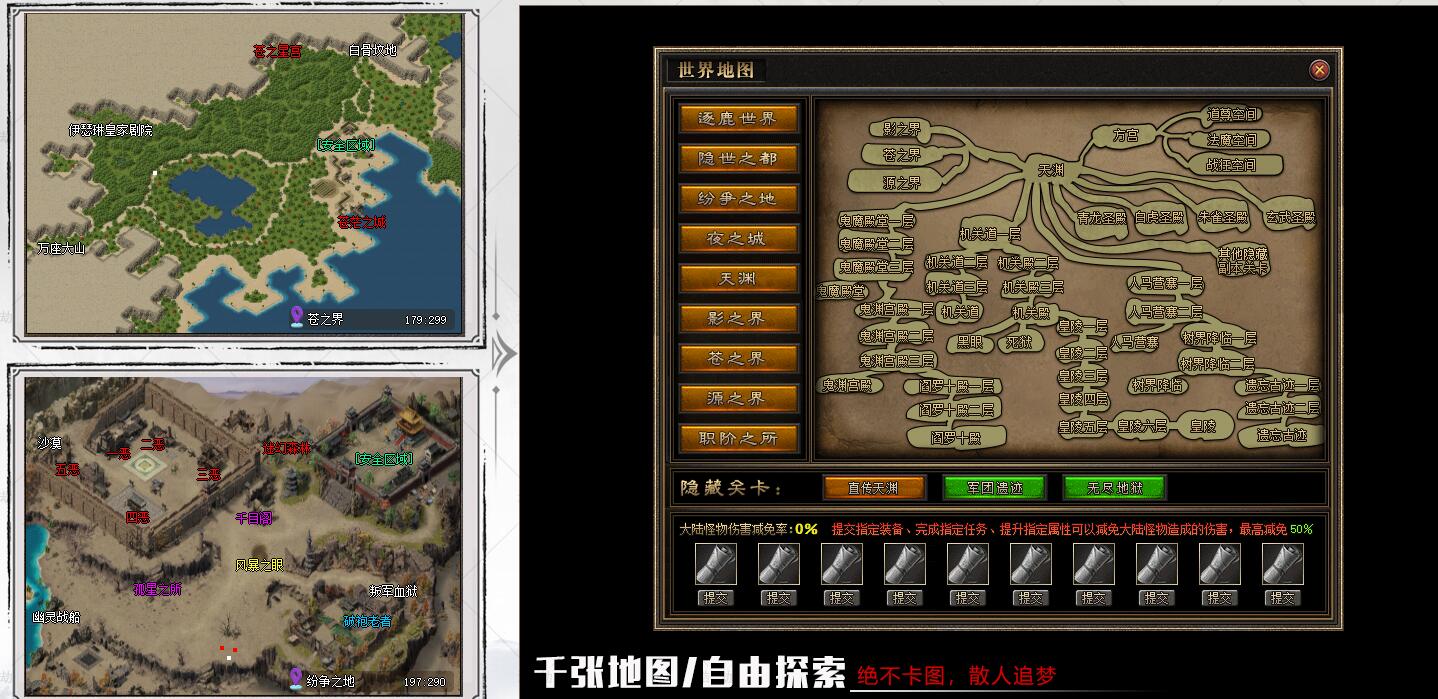 苍之星宫
白骨坟地
伊瑟琳皇家剧院
[安全区域]
苍茫之城
万座大山
苍之界
179:299
沙漠
一恶
二恶
三恶
五恶
四恶
迷幻森林
[安全区域]
千目阁
风暴之眼
孤星之所
叛军血狱
幽灵战船
破袍老者
纷争之地
197:290
世界地图
逐鹿世界
隐世之都
纷争之地
夜之城
天渊
影之界
苍之界
源之界
职阶之所
影之界
苍之界
源之界
天渊
方宫
道尊空间
法魔空间
战狂空间
青龙圣殿
白虎圣殿
朱雀圣殿
玄武圣殿
其他隐藏
副本关卡
鬼魔殿堂一层
鬼魔殿堂二层
鬼魔殿堂三层
鬼魔殿堂
机关道一层
机关道二层
机关道三层
机关道
机关殿二层
机关殿三层
机关殿
黑眼
死狱
鬼渊宫殿一层
鬼渊宫殿二层
鬼渊宫殿三层
鬼渊宫殿
阎罗十殿一层
阎罗十殿二层
阎罗十殿
皇陵一层
皇陵二层
皇陵三层
皇陵四层
皇陵五层
皇陵六层
皇陵
人马营寨一层
人马营寨二层
人马营寨
树界降临一层
树界降临二层
树界降临
遗忘古迹一层
遗忘古迹二层
遗忘古迹
隐藏关卡：
直传天渊
军团遗迹
无尽地狱
大陆怪物伤害减免率:0% 提交指定装备、完成指定任务、提升指定属性可以减免大陆怪物造成的伤害，最高减免50%
提交 提交 提交 提交 提交 提交 提交 提交 提交 提交
千张地图/自由探索 绝不卡图，散人追梦